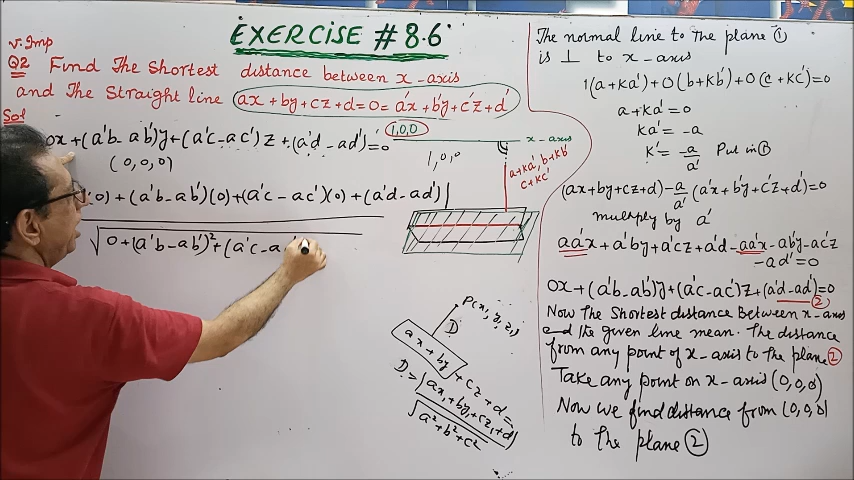 EXERCISE # 8.6
v. Imp
Q2 Find The Shortest distance between x-axis
and The Straight line ax + by + cz + d = 0 = a'x + b'y + c'z + d'
Sol
0x + (a'b - ab')y + (a'c - ac')z + (a'd - ad') = 0
(0,0,0)
0) + (a'b - ab')(0) + (a'c - ac')(0) + (a'd - ad')|
√0 + (a'b - ab')² + (a'c - a
1,0,0
x-axis
1,0,0
a+ka', b+kb'
c+kc'
P(x₁, y₁, z₁)
D
ax + by + cz + d =
D = |ax₁ + by₁ + cz₁ + d|
√a² + b² + c²
The normal line to the plane ①
is ⊥ to x-axis
1(a+ka') + 0(b+kb') + 0(c+kc') = 0
a + ka' = 0
ka' = -a
k' = -a/a' Put in ①
(ax+by+cz+d) - a/a' (a'x+b'y+c'z+d') = 0
multiply by a'
aa'x + a'by + a'cz + a'd - aa'x - ab'y - ac'z
- ad' = 0
0x + (a'b - ab')y + (a'c - ac')z + (a'd - ad') = 0 ②
Now the Shortest distance Between x-axis
and the given line mean. The distance
from any point of x-axis to the plane ②
Take any point on x-axis (0,0,0)
Now we find distance from (0,0,0)
to the plane ②